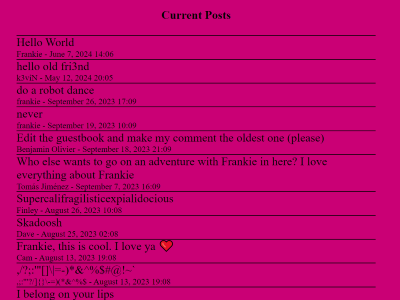 Current Posts
Hello World
Frankie - June 7, 2024 14:06
hello old fri3nd
k3viN - May 12, 2024 20:05
do a robot dance
frankie - September 26, 2023 17:09
never
frankie - September 19, 2023 10:09
Edit the guestbook and make my comment the oldest one (please)
Benjamin Olivier - September 18, 2023 21:09
Who else wants to go on an adventure with Frankie in here? I love
everything about Frankie
Tomás Jiménez - September 7, 2023 16:09
Supercalifragilisticexpialidocious
Finley - August 26, 2023 10:08
Skadoosh
Dave - August 25, 2023 02:08
Frankie, this is cool. I love ya ❤️
Cam - August 13, 2023 19:08
August 13, 2023 19:08
I belong on your lips